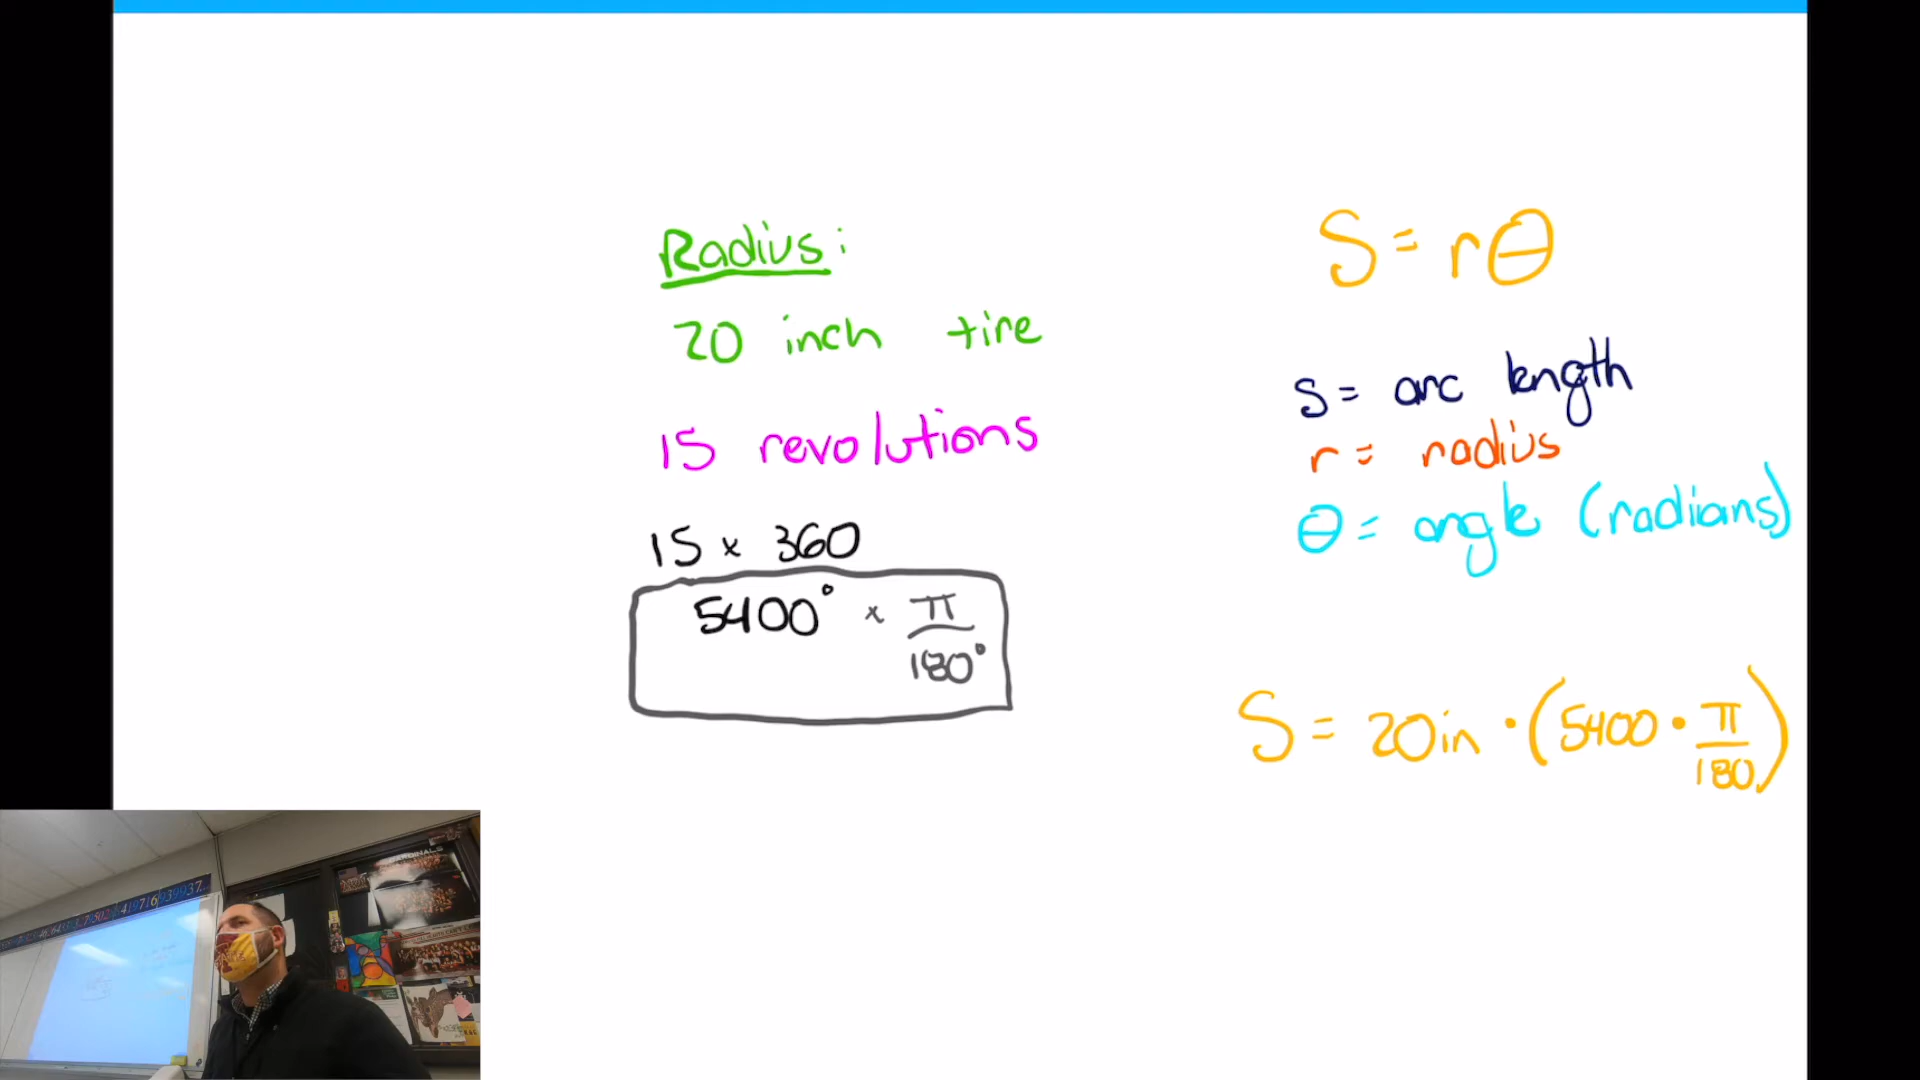 Radius:
20 inch tire
15 revolutions
15 x 360
5400° x π/180°
S = rθ
s = arc length
r = radius
θ = angle (radians)
S = 20in · (5400 · π/180)
CARDINALS